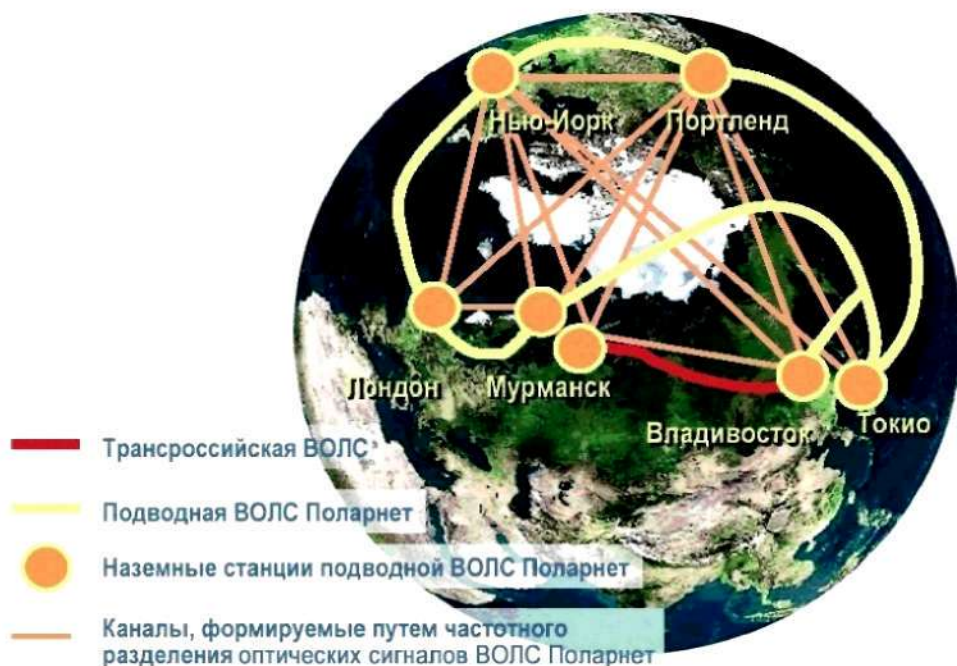 Нью-Йорк Портленд
Лондон Мурманск
Владивосток Токио
Трансроссийская ВОЛС
Подводная ВОЛС Поларнет
Наземные станции подводной ВОЛС Поларнет
Каналы, формируемые путем частотного
разделения оптических сигналов ВОЛС Поларнет